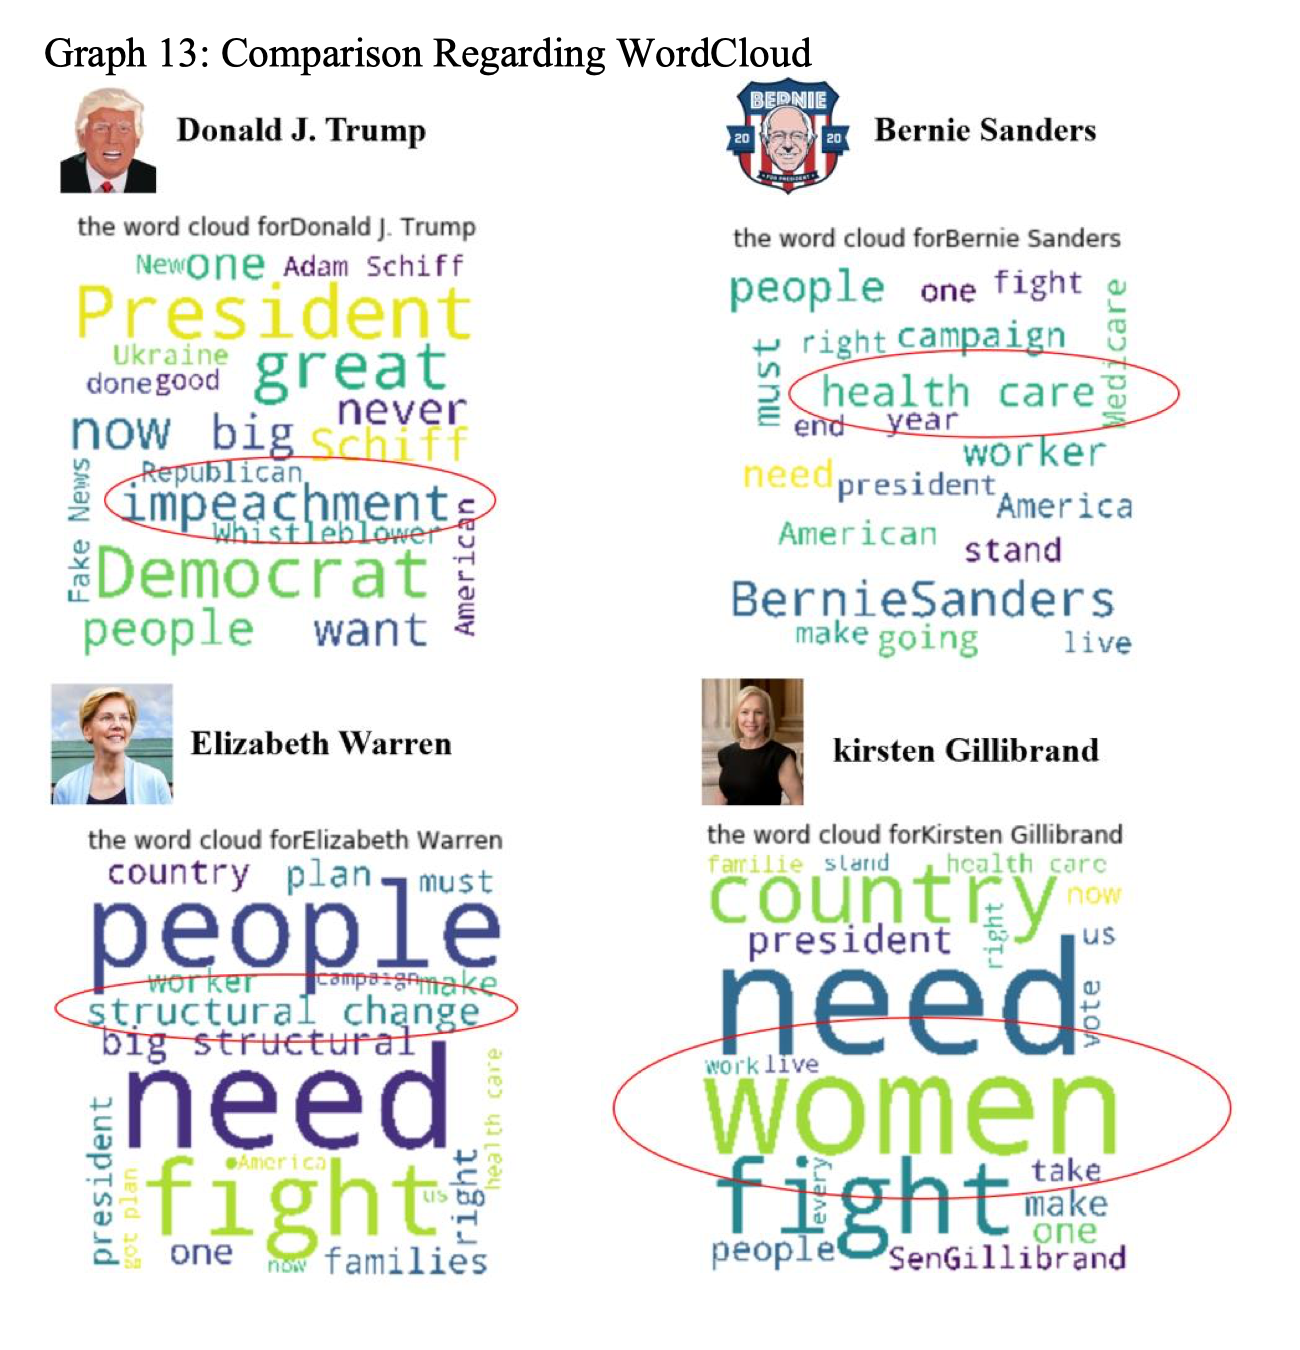 Graph 13: Comparison Regarding WordCloud
Donald J. Trump
the word cloud forDonald J. Trump
New one Adam Schiff
President
Ukraine great
done good
never
now big Schiff
Republican
Fake News
impeachment
Whistleblower
American
Democrat
people want
BERNIE
20 20
FOR PRESIDENT
Bernie Sanders
the word cloud forBernie Sanders
people one fight
Medicare
must right campaign
health care
end year
worker
need president
America
American
stand
BernieSanders
make going live
Elizabeth Warren
the word cloud forElizabeth Warren
country plan must
people
worker campaign make
structural change
big structural
need
health care
president
got plan
America
fight
us
right
one now families
kirsten Gillibrand
the word cloud forKirsten Gillibrand
familie stand health care
country now
president right us
need
vote
work live
women
fight
every
take
make
one
people SenGillibrand